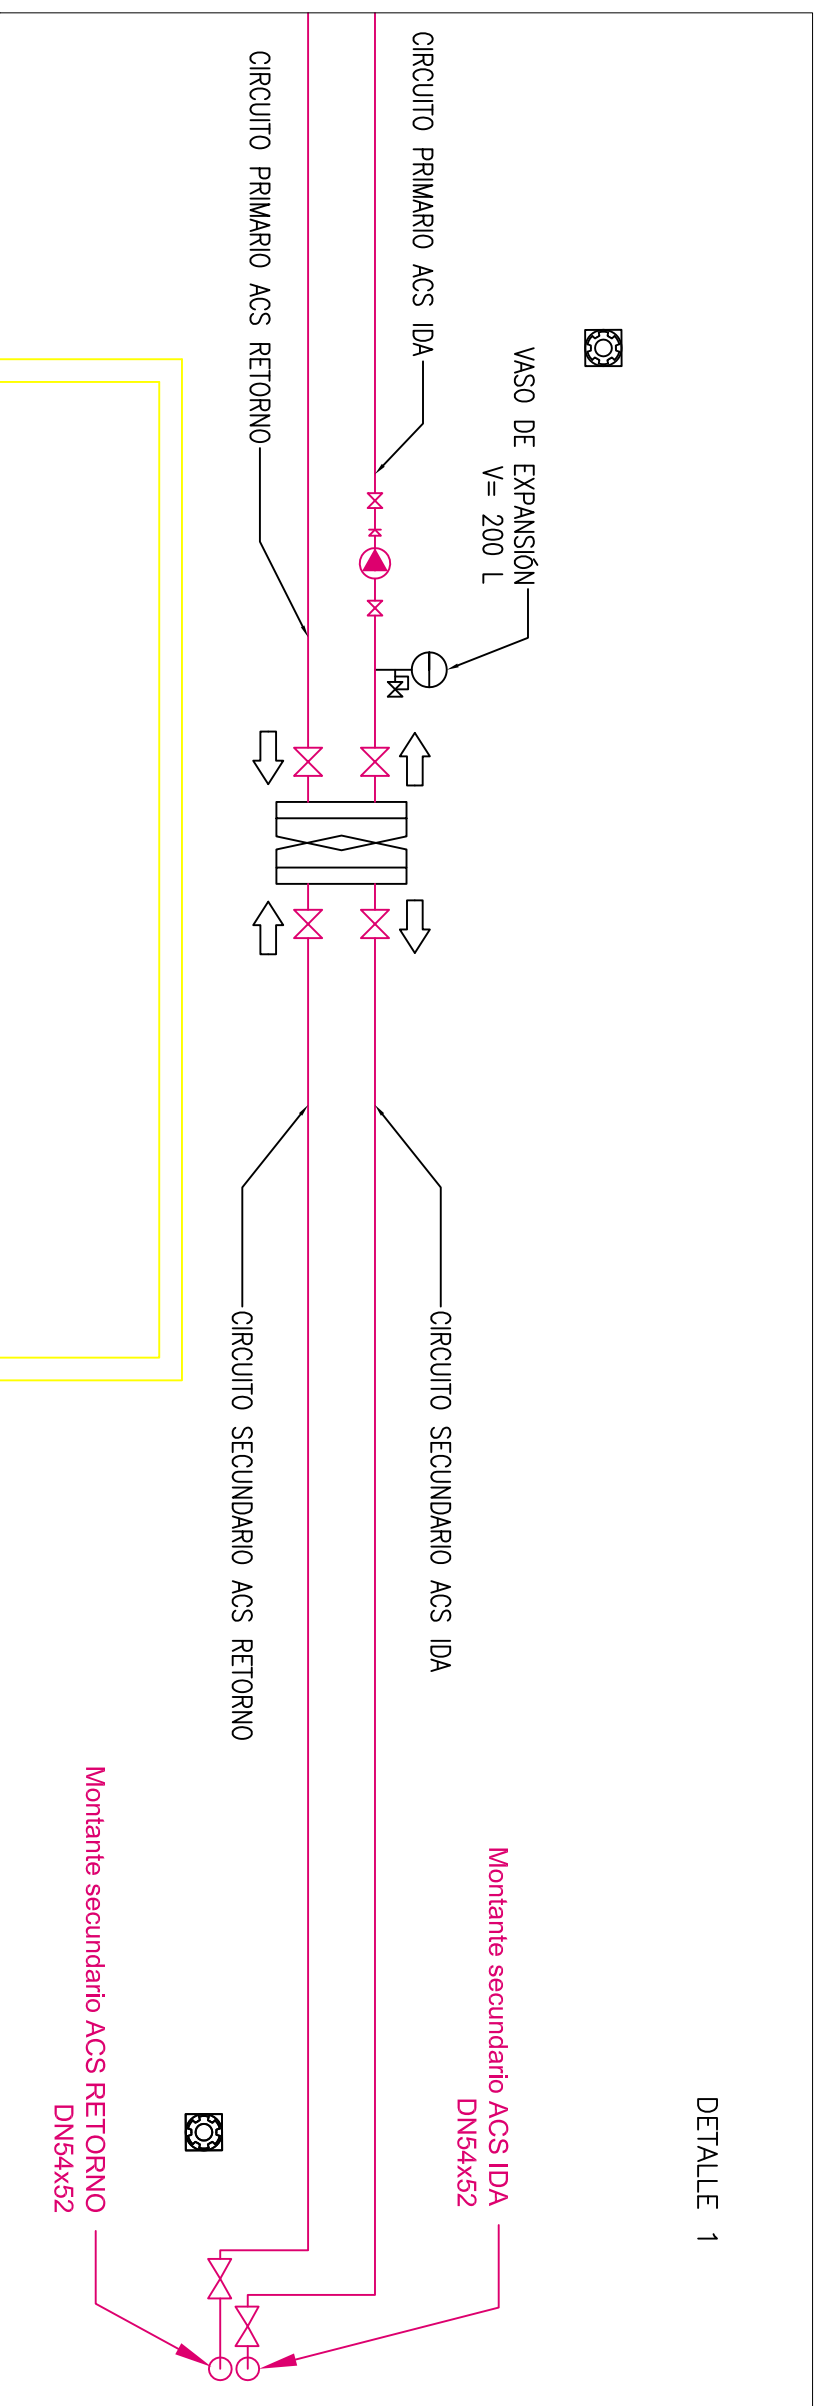 DETALLE 1
VASO DE EXPANSIÓN
V= 200 L
CIRCUITO PRIMARIO ACS IDA
CIRCUITO PRIMARIO ACS RETORNO
CIRCUITO SECUNDARIO ACS IDA
CIRCUITO SECUNDARIO ACS RETORNO
Montante secundario ACS IDA
DN54x52
Montante secundario ACS RETORNO
DN54x52